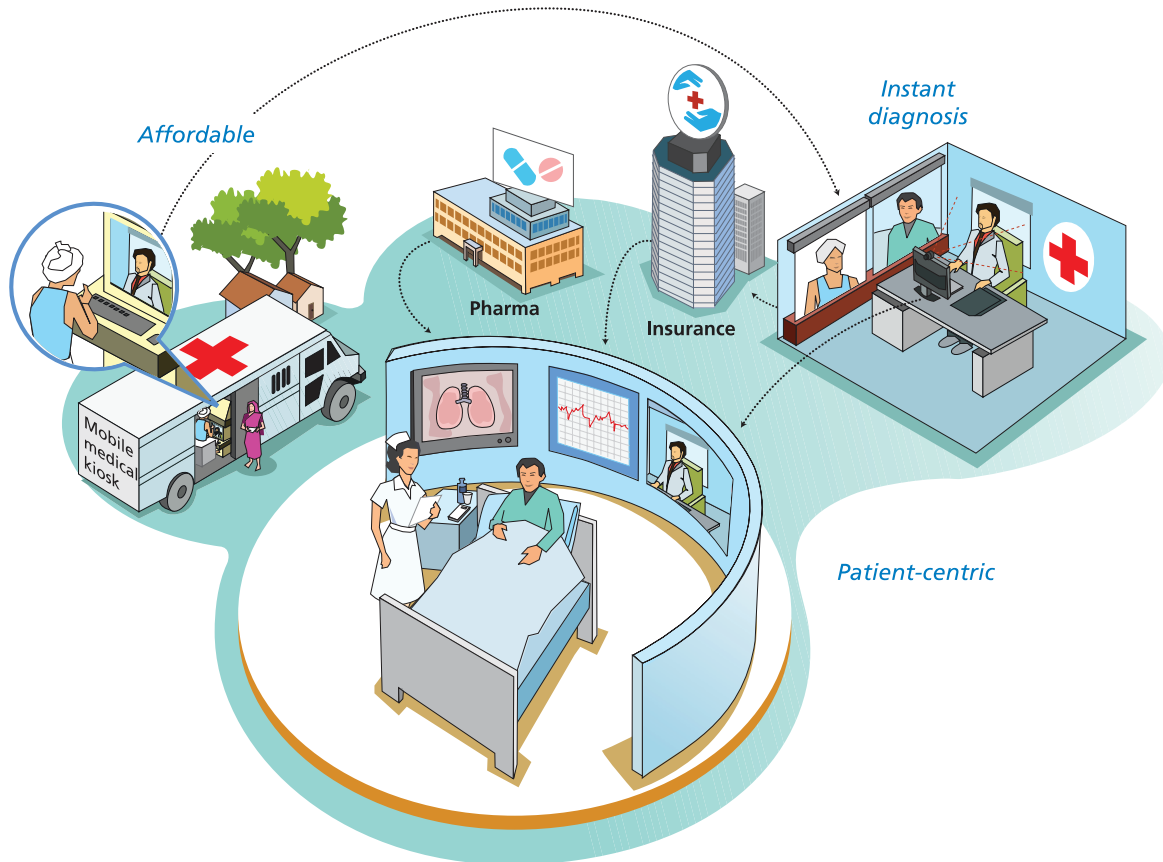 Affordable
Instant
diagnosis
Pharma
Insurance
Mobile
medical
kiosk
Patient-centric